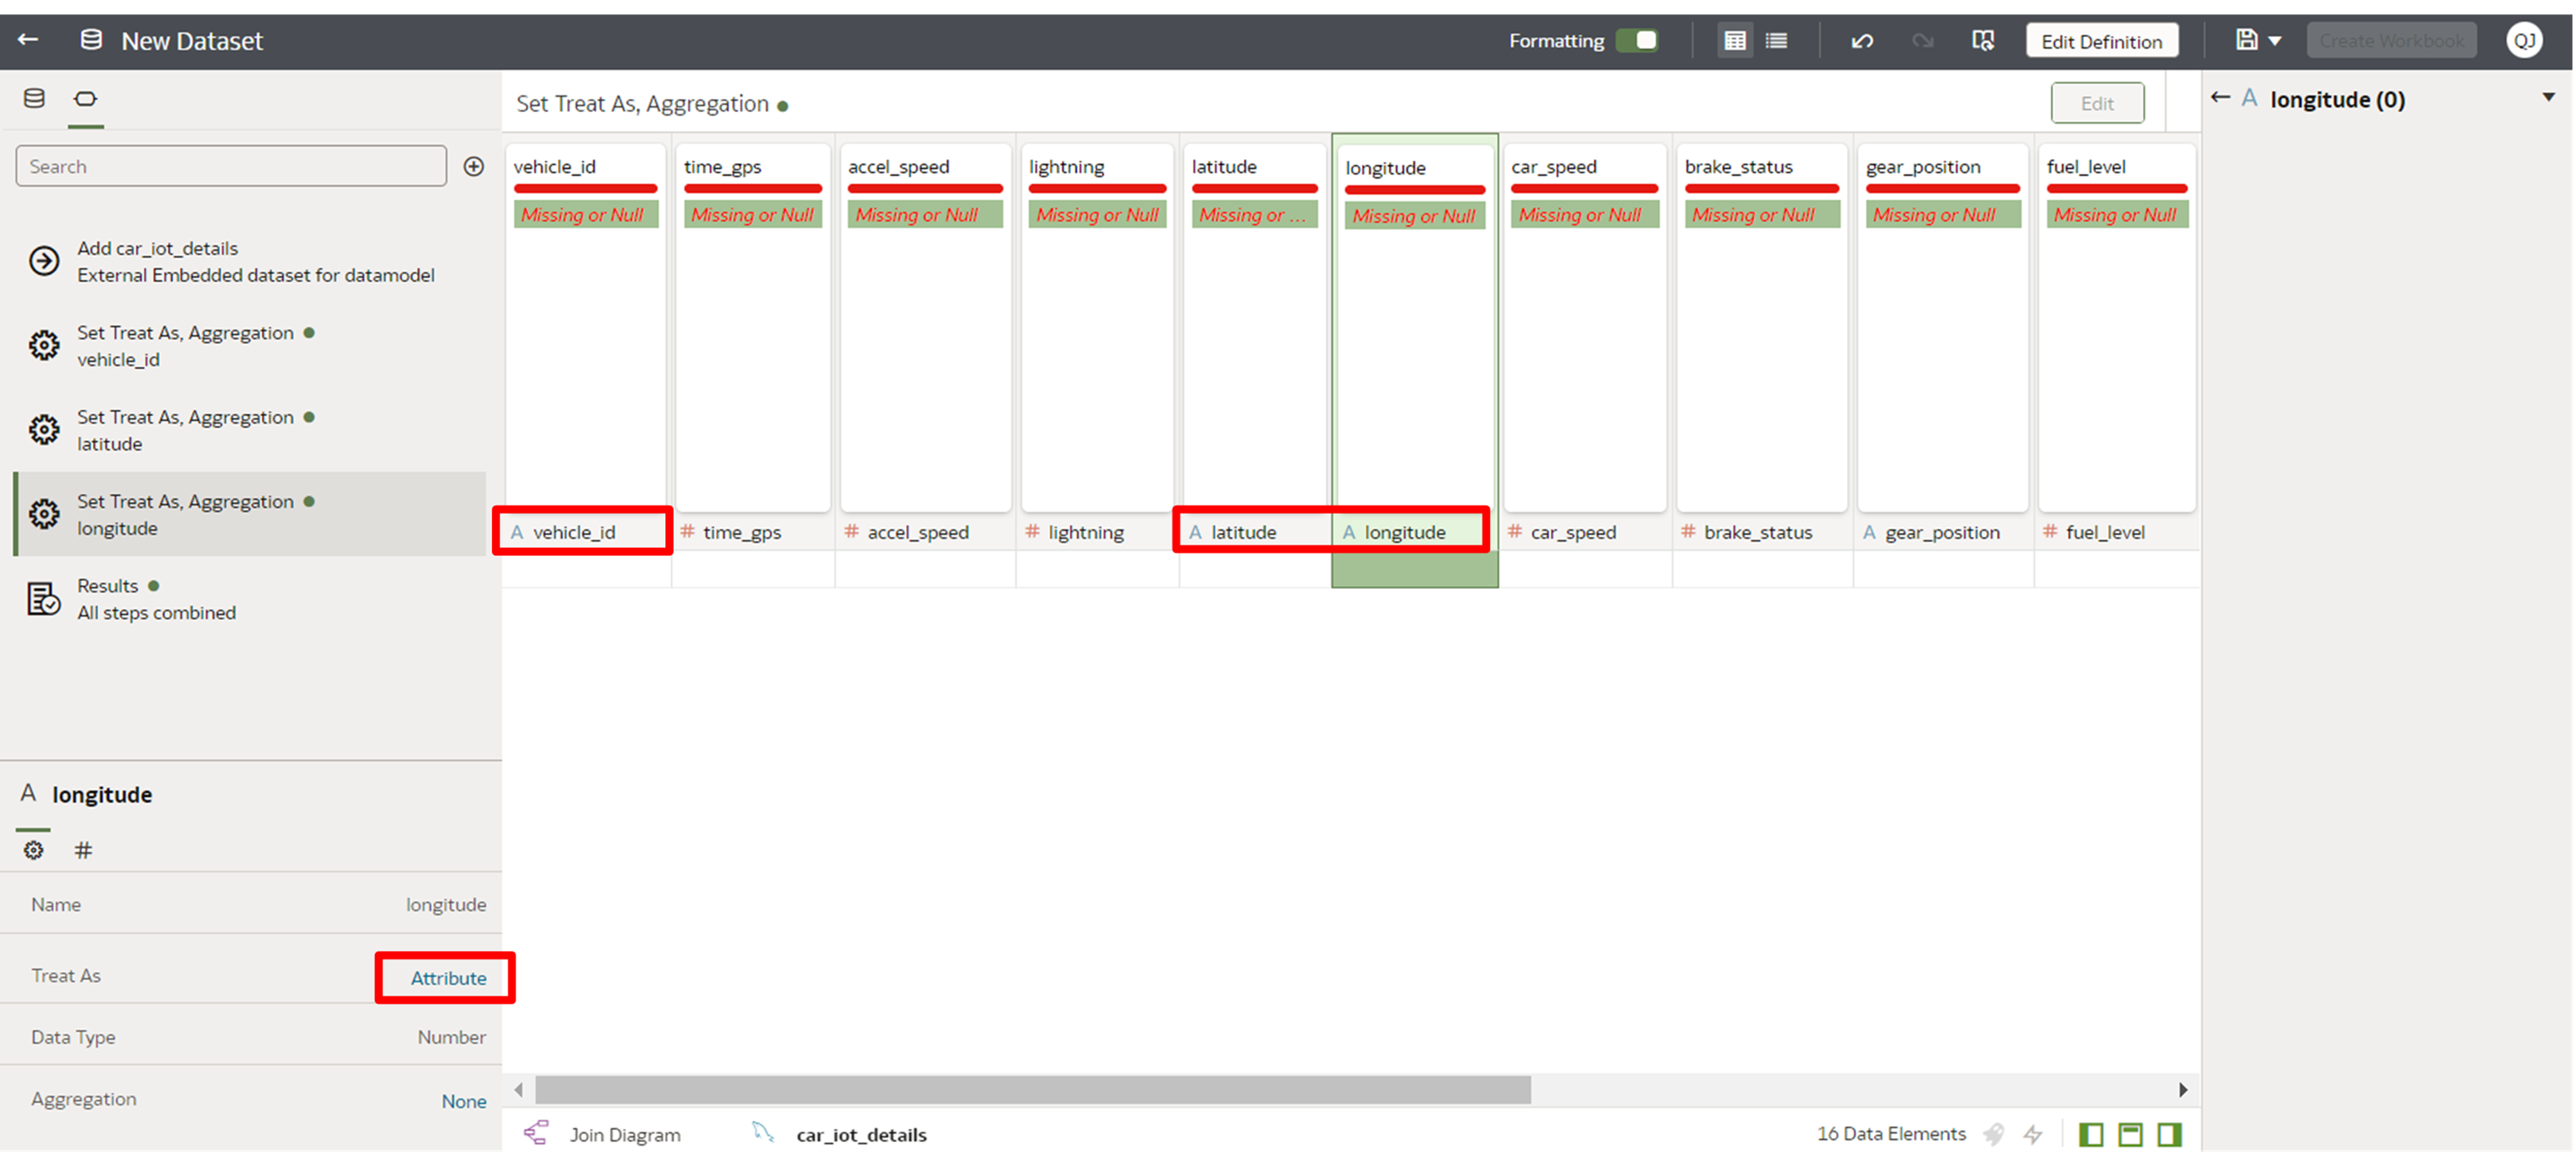 New Dataset
Formatting
Edit Definition
Create Workbook
QJ
Search
Add car_iot_details
External Embedded dataset for datamodel
Set Treat As, Aggregation
vehicle_id
Set Treat As, Aggregation
latitude
Set Treat As, Aggregation
longitude
Results
All steps combined
A longitude
#
Name longitude
Treat As Attribute
Data Type Number
Aggregation None
Set Treat As, Aggregation
Edit
vehicle_id time_gps accel_speed lightning latitude longitude car_speed brake_status gear_position fuel_level
Missing or Null Missing or Null Missing or Null Missing or Null Missing or ... Missing or Null Missing or Null Missing or Null Missing or Null Missing or Null
A vehicle_id # time_gps # accel_speed # lightning A latitude A longitude # car_speed # brake_status A gear_position # fuel_level
Join Diagram car_iot_details 16 Data Elements
A longitude (0)